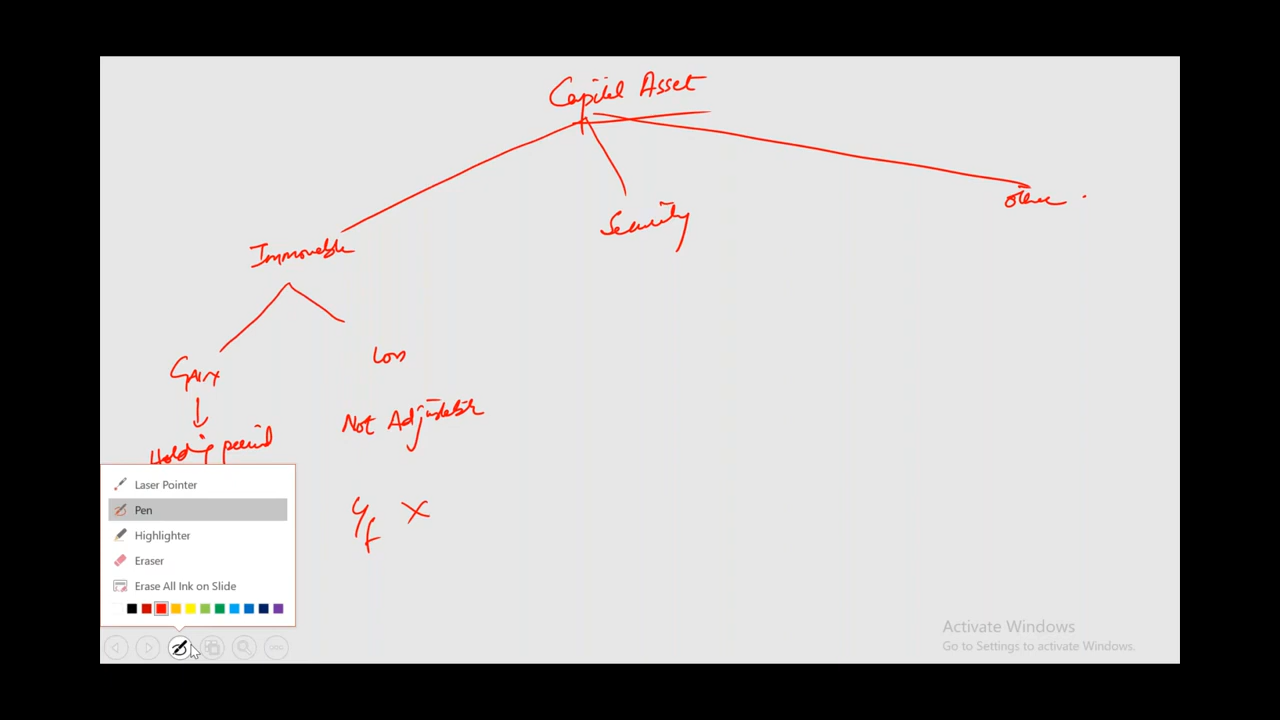 Capital Asset
Immovable
Security
other
Gain
Loss
Holding period
Not Adjustable
c/f X
Laser Pointer
Pen
Highlighter
Eraser
Erase All Ink on Slide
Activate Windows
Go to Settings to activate Windows.